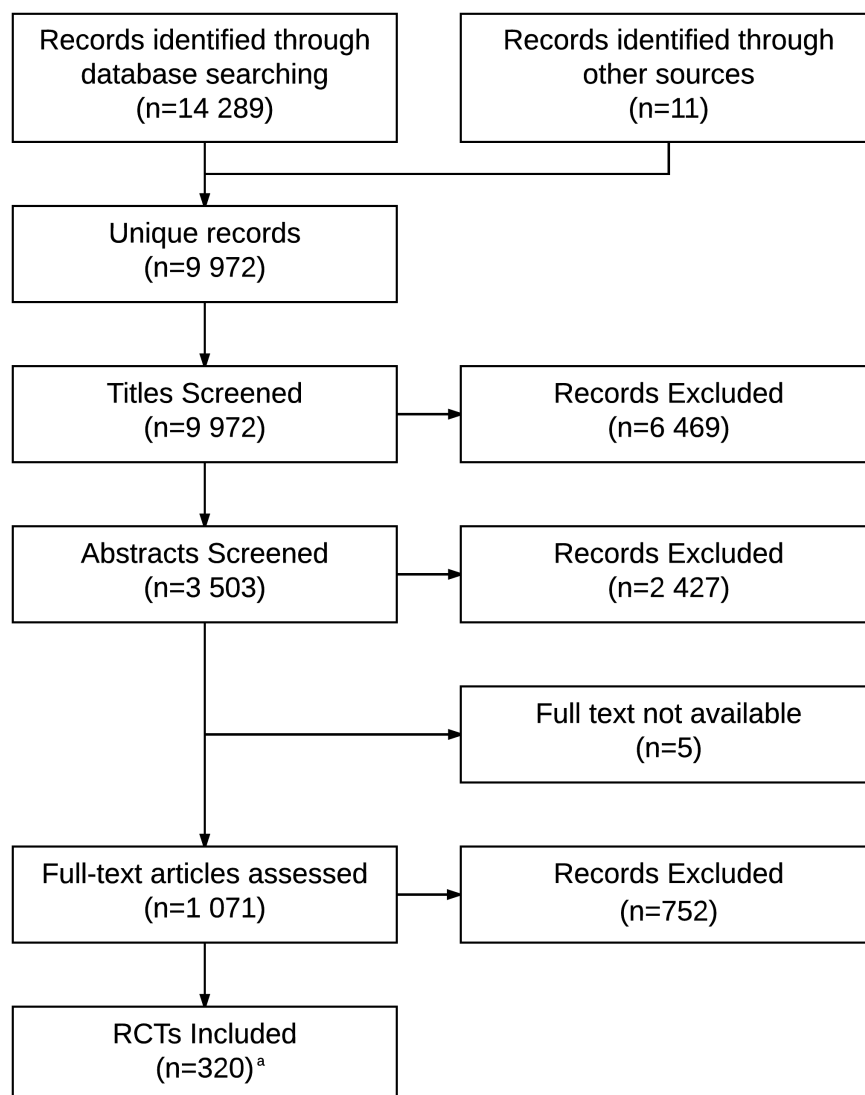 Records identified through
database searching
(n=14 289)
Records identified through
other sources
(n=11)
Unique records
(n=9 972)
Titles Screened
(n=9 972)
Records Excluded
(n=6 469)
Abstracts Screened
(n=3 503)
Records Excluded
(n=2 427)
Full text not available
(n=5)
Full-text articles assessed
(n=1 071)
Records Excluded
(n=752)
RCTs Included
(n=320)ᵃ